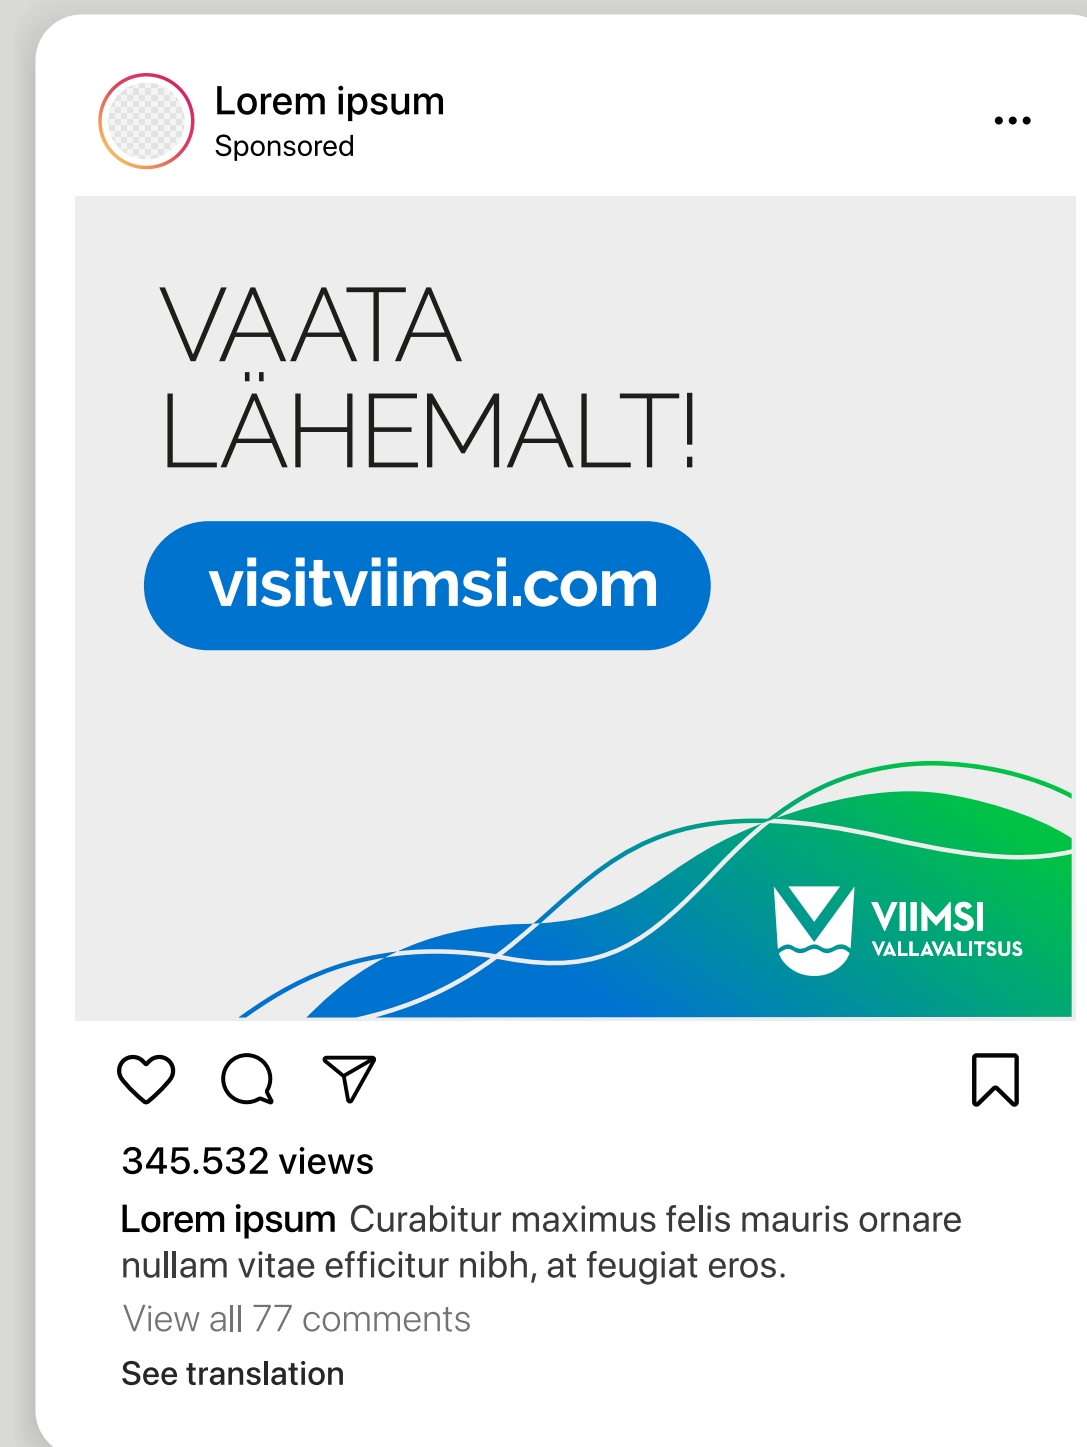 Lorem ipsum
Sponsored
VAATA
LÄHEMALT!
visitviimsi.com
VIIMSI
VALLAVALITSUS
345.532 views
Lorem ipsum Curabitur maximus felis mauris ornare
nullam vitae efficitur nibh, at feugiat eros.
View all 77 comments
See translation